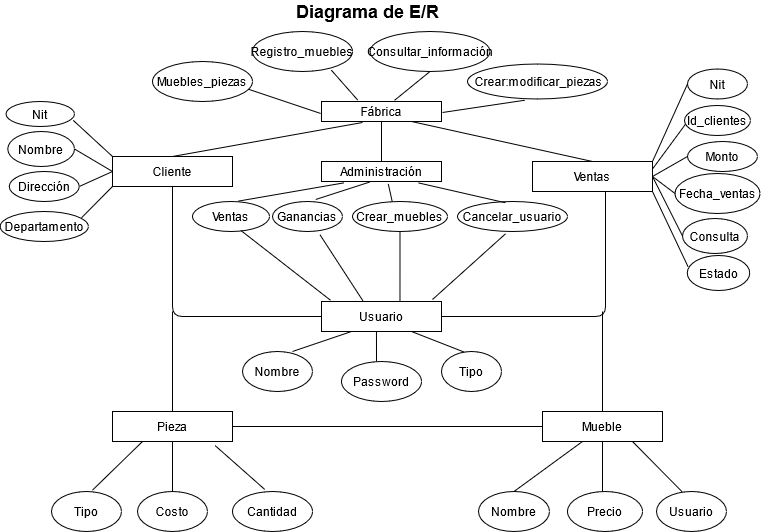 Diagrama de E/R
Registro_muebles
Consultar_información
Muebles_piezas
Crear:modificar_piezas
Fábrica
Nit
Nombre
Dirección
Departamento
Cliente
Administración
Ventas
Nit
Id_clientes
Monto
Fecha_ventas
Consulta
Estado
Ventas
Ganancias
Crear_muebles
Cancelar_usuario
Usuario
Nombre
Password
Tipo
Pieza
Mueble
Tipo
Costo
Cantidad
Nombre
Precio
Usuario